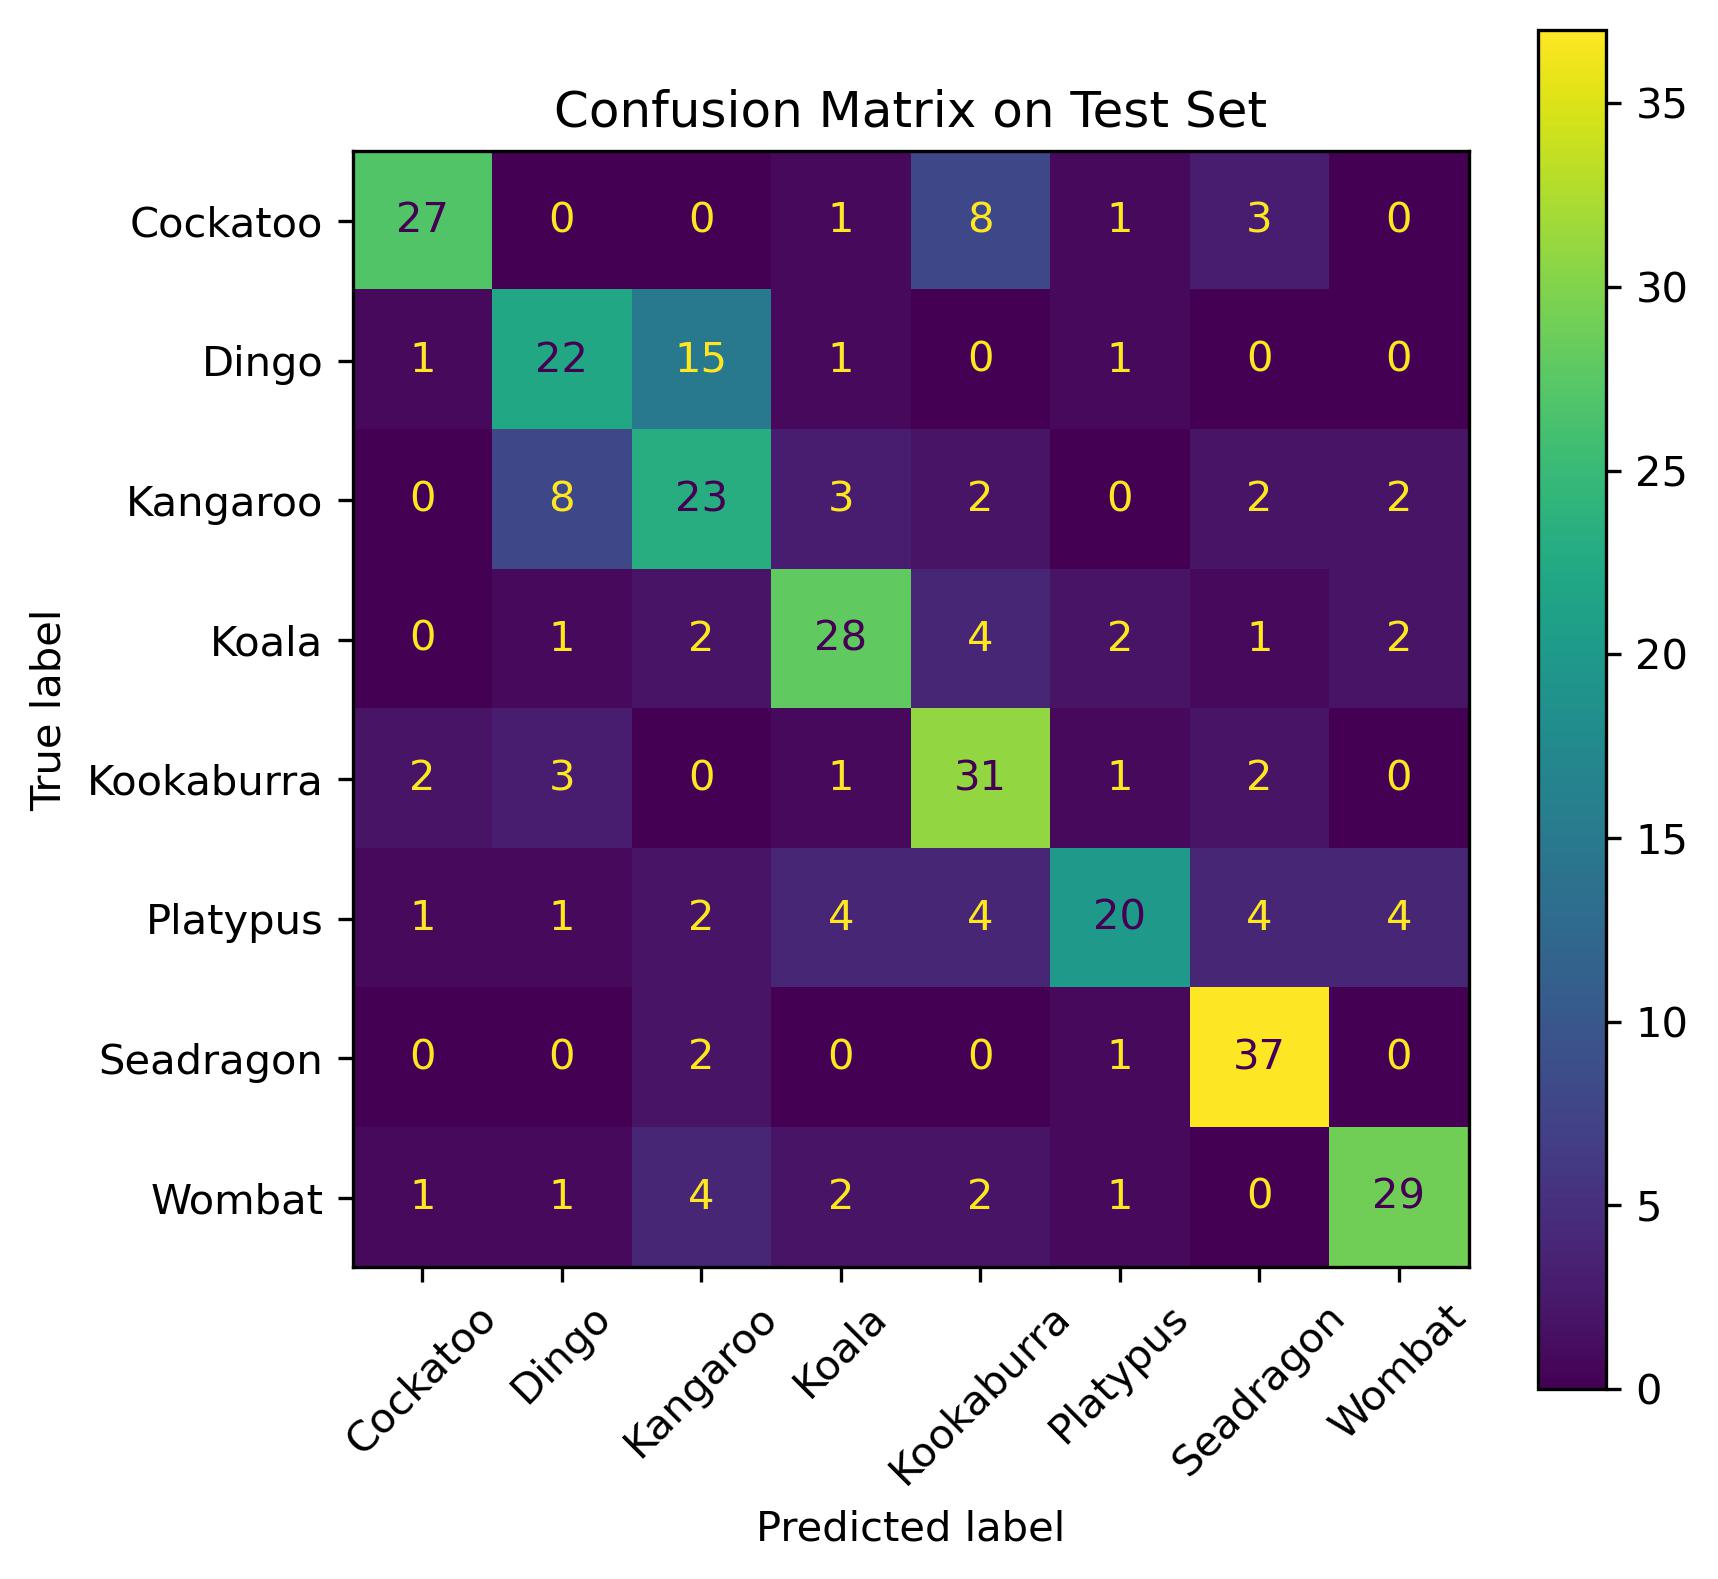 Confusion Matrix on Test Set
Cockatoo 27 0 0 1 8 1 3 0
Dingo 1 22 15 1 0 1 0 0
Kangaroo 0 8 23 3 2 0 2 2
Koala 0 1 2 28 4 2 1 2
Kookaburra 2 3 0 1 31 1 2 0
Platypus 1 1 2 4 4 20 4 4
Seadragon 0 0 2 0 0 1 37 0
Wombat 1 1 4 2 2 1 0 29
True label
Cockatoo Dingo Kangaroo Koala Kookaburra Platypus Seadragon Wombat
Predicted label
35
30
25
20
15
10
5
0